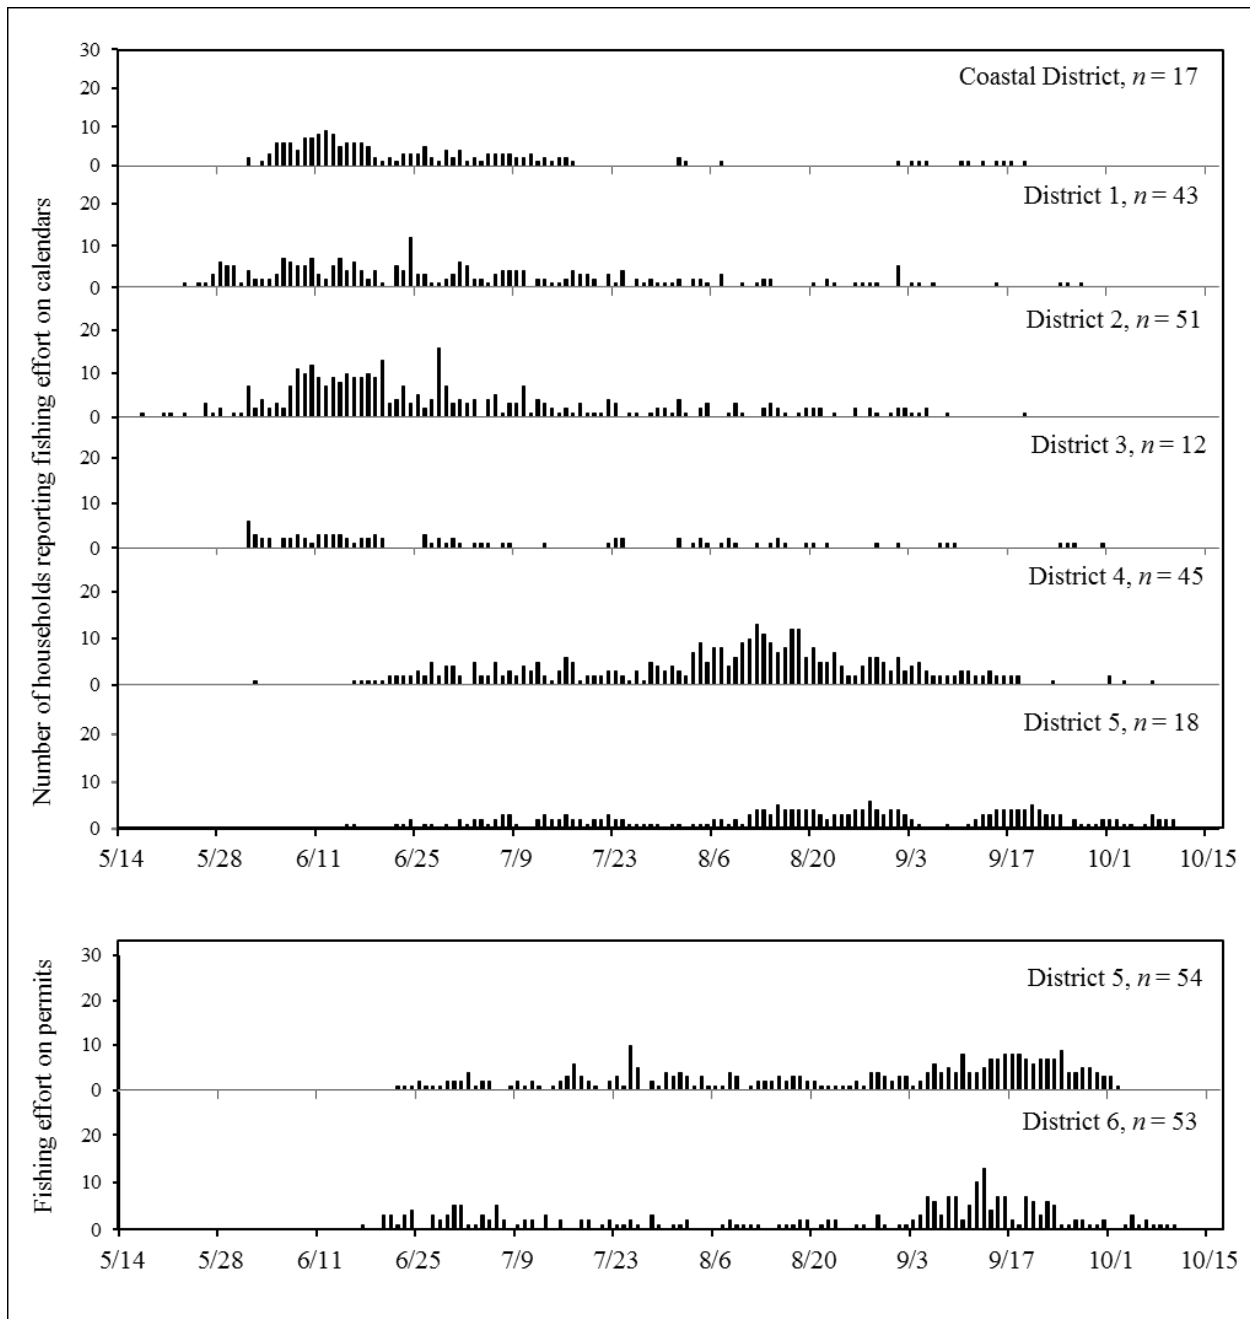 Number of households reporting fishing effort on calendars
30
20
10
0
Coastal District, n = 17
20
10
0
District 1, n = 43
20
10
0
District 2, n = 51
20
10
0
District 3, n = 12
20
10
0
District 4, n = 45
20
10
0
District 5, n = 18
5/14 5/28 6/11 6/25 7/9 7/23 8/6 8/20 9/3 9/17 10/1 10/15
Fishing effort on permits
30
20
10
0
District 5, n = 54
20
10
0
District 6, n = 53
5/14 5/28 6/11 6/25 7/9 7/23 8/6 8/20 9/3 9/17 10/1 10/15